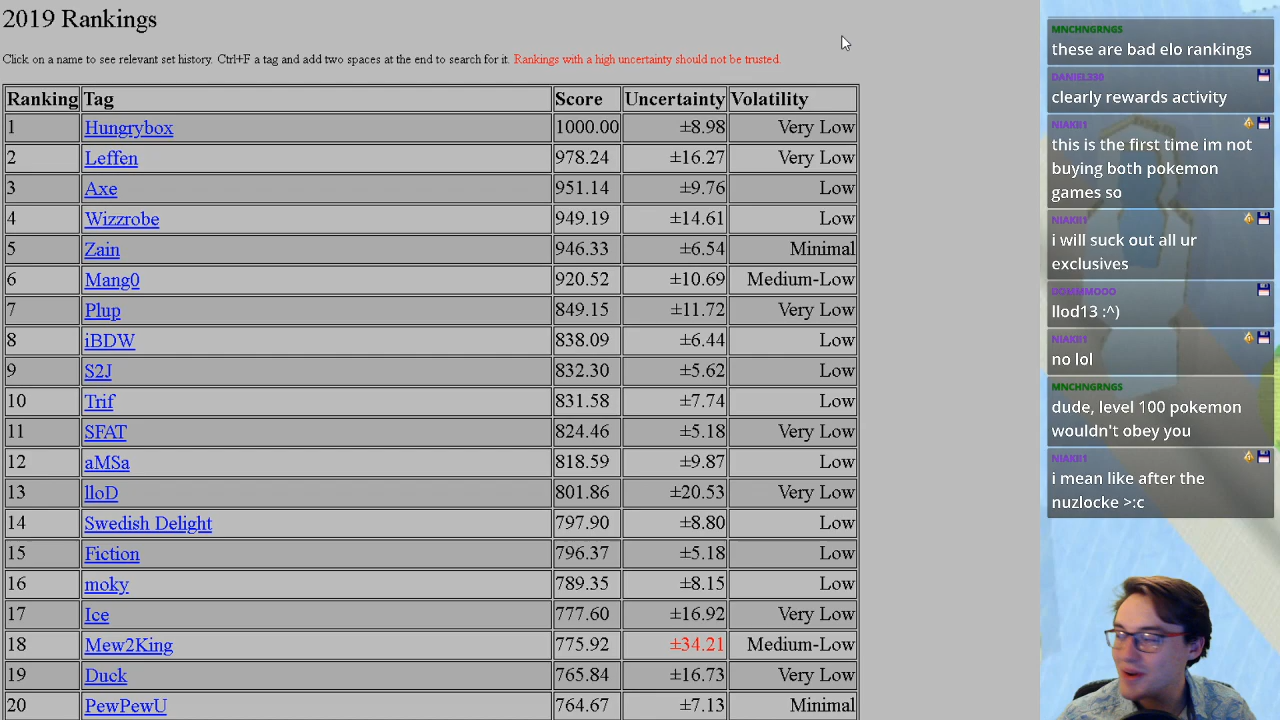 2019 Rankings
Click on a name to see relevant set history. Ctrl+F a tag and add two spaces at the end to search for it. Rankings with a high uncertainty should not be trusted.
Ranking Tag Score Uncertainty Volatility
1 Hungrybox 1000.00 ±8.98 Very Low
2 Leffen 978.24 ±16.27 Very Low
3 Axe 951.14 ±9.76 Low
4 Wizzrobe 949.19 ±14.61 Low
5 Zain 946.33 ±6.54 Minimal
6 Mang0 920.52 ±10.69 Medium-Low
7 Plup 849.15 ±11.72 Very Low
8 iBDW 838.09 ±6.44 Low
9 S2J 832.30 ±5.62 Low
10 Trif 831.58 ±7.74 Low
11 SFAT 824.46 ±5.18 Very Low
12 aMSa 818.59 ±9.87 Low
13 lloD 801.86 ±20.53 Very Low
14 Swedish Delight 797.90 ±8.80 Low
15 Fiction 796.37 ±5.18 Low
16 moky 789.35 ±8.15 Low
17 Ice 777.60 ±16.92 Very Low
18 Mew2King 775.92 ±34.21 Medium-Low
19 Duck 765.84 ±16.73 Very Low
20 PewPewU 764.67 ±7.13 Minimal
MNCHNGRNGS
these are bad elo rankings
DANIEL330
clearly rewards activity
NIAKII1
this is the first time im not
buying both pokemon
games so
NIAKII1
i will suck out all ur
exclusives
DOMMMODO
llod13 :^)
NIAKII1
no lol
MNCHNGRNGS
dude, level 100 pokemon
wouldn't obey you
NIAKII1
i mean like after the
nuzlocke >:c